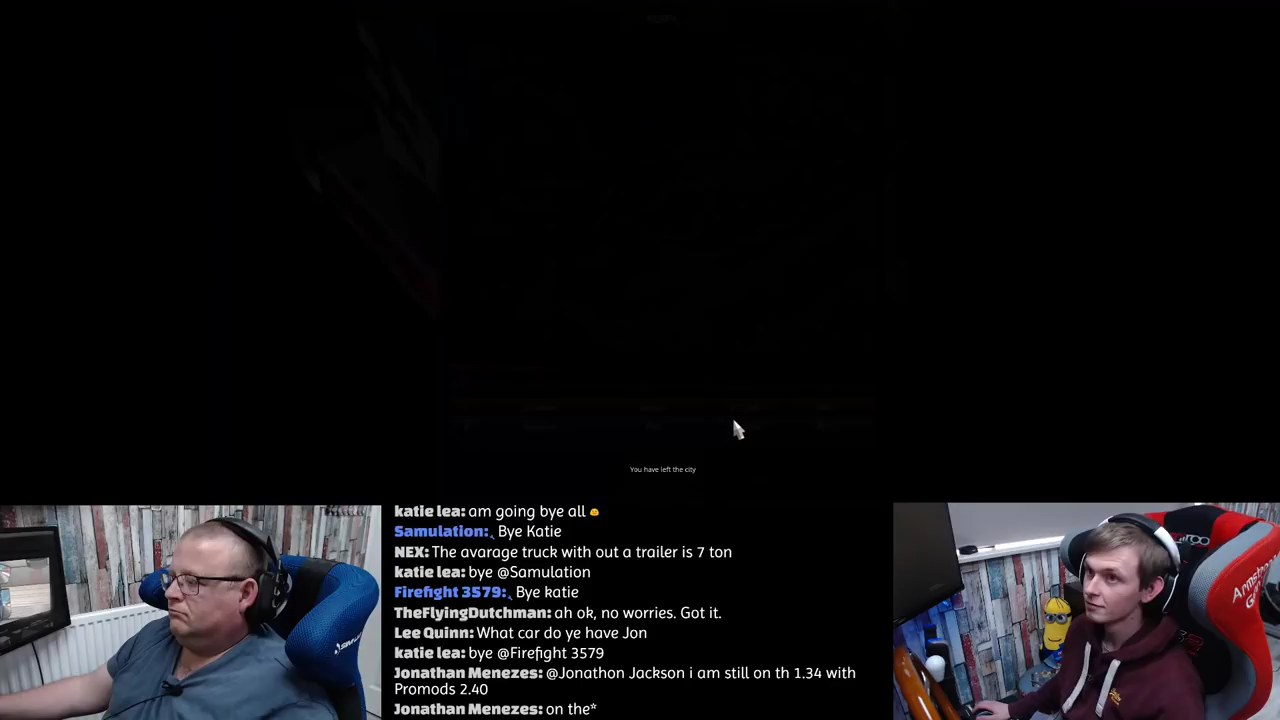 You have left the city
katie lea: am going bye all
Samulation: Bye Katie
NEX: The avarage truck with out a trailer is 7 ton
katie lea: bye @Samulation
Firefight 3579: Bye katie
TheFlyingDutchman: ah ok, no worries. Got it.
Lee Quinn: What car do ye have Jon
katie lea: bye @Firefight 3579
Jonathan Menezes: @Jonathon Jackson i am still on th 1.34 with
Promods 2.40
Jonathan Menezes: on the*